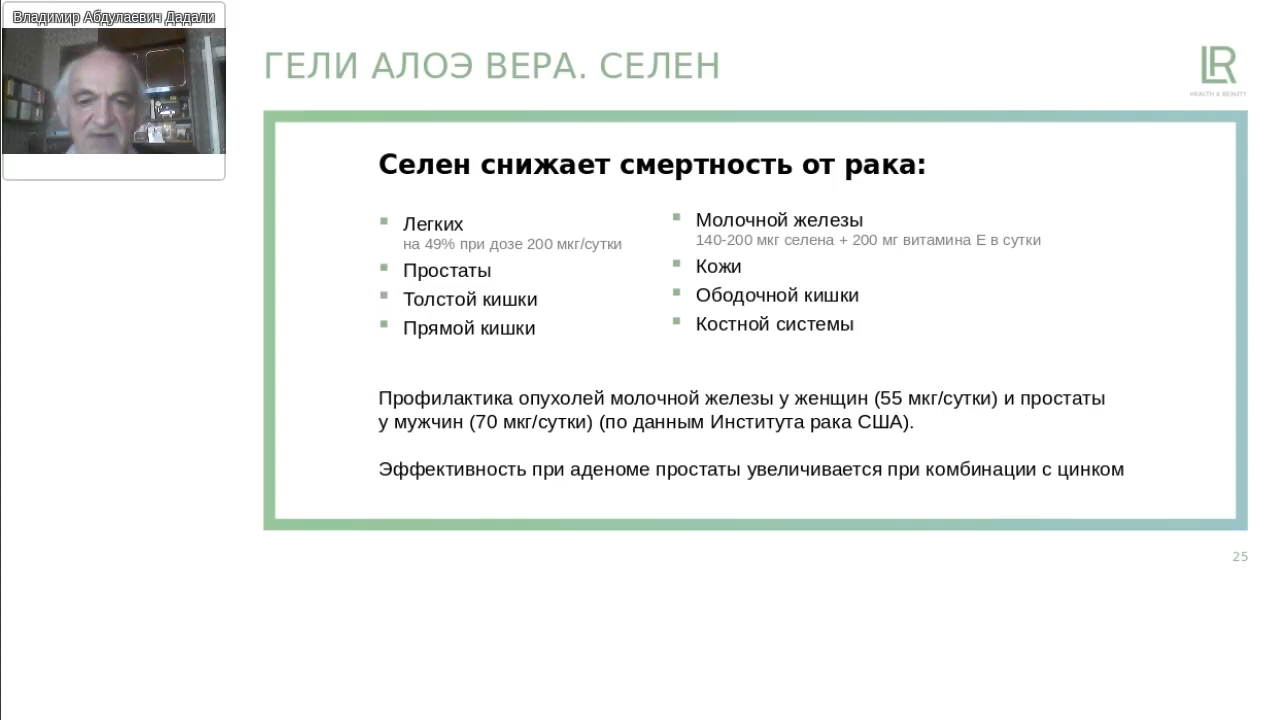 Владимир Абдулаевич Дадали
ГЕЛИ АЛОЭ ВЕРА. СЕЛЕН
LR
HEALTH & BEAUTY
Селен снижает смертность от рака:
Легких
на 49% при дозе 200 мкг/сутки
Простаты
Толстой кишки
Прямой кишки
Молочной железы
140-200 мкг селена + 200 мг витамина Е в сутки
Кожи
Ободочной кишки
Костной системы
Профилактика опухолей молочной железы у женщин (55 мкг/сутки) и простаты
у мужчин (70 мкг/сутки) (по данным Института рака США).
Эффективность при аденоме простаты увеличивается при комбинации с цинком
25